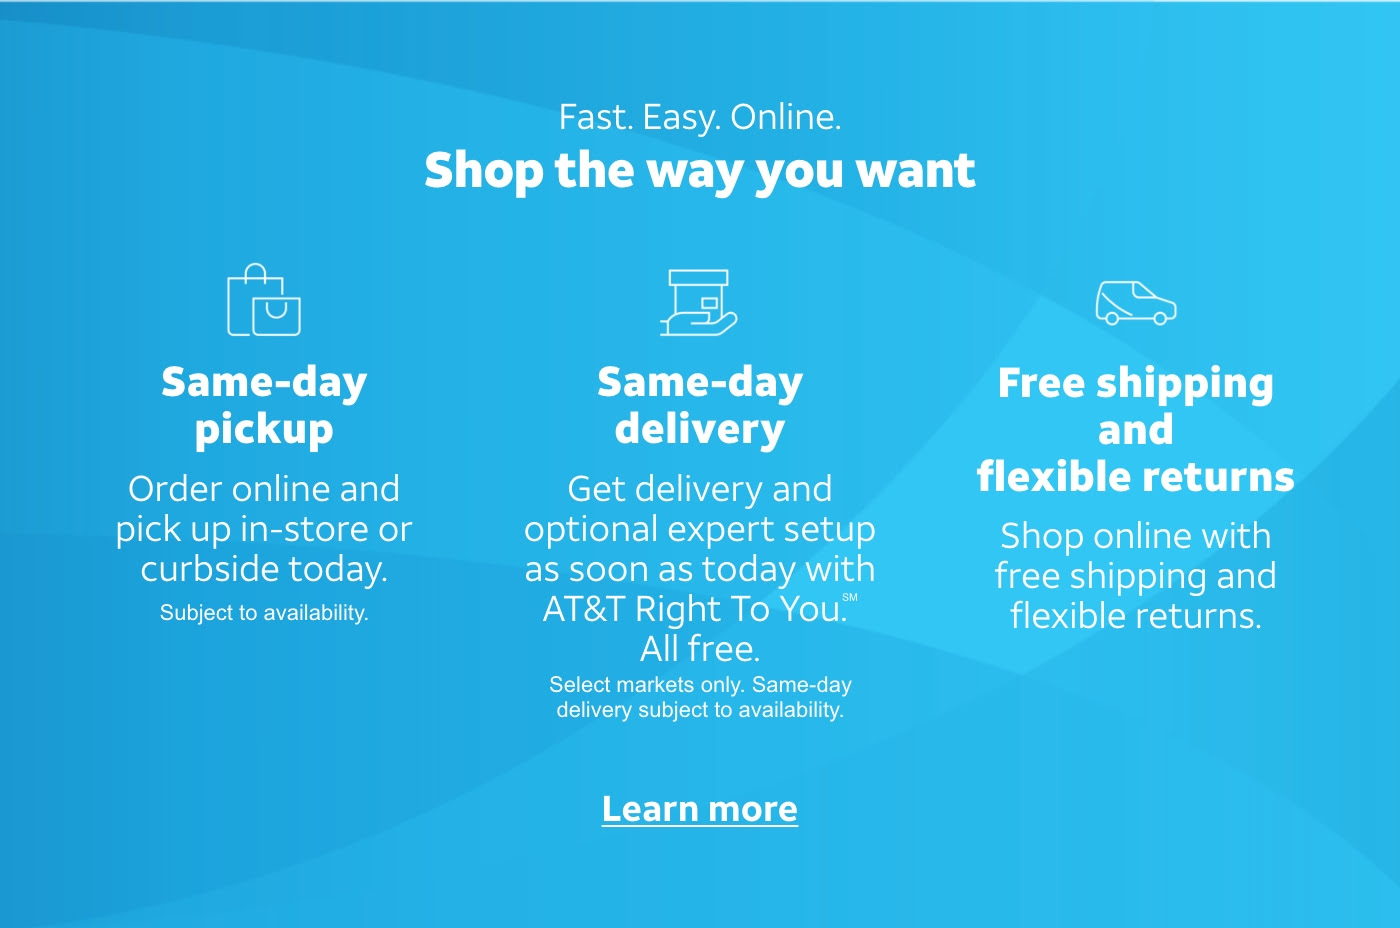 Fast. Easy. Online.
Shop the way you want
Same-day
pickup
Order online and
pick up in-store or
curbside today.
Subject to availability.
Same-day
delivery
Get delivery and
optional expert setup
as soon as today with
AT&T Right To You.℠
All free.
Select markets only. Same-day
delivery subject to availability.
Free shipping
and
flexible returns
Shop online with
free shipping and
flexible returns.
Learn more